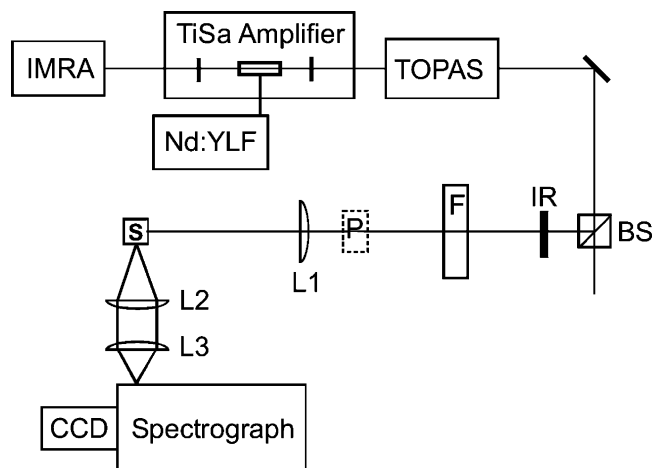 TiSa Amplifier
IMRA
TOPAS
Nd:YLF
IR
F
P
S
BS
L1
L2
L3
CCD
Spectrograph